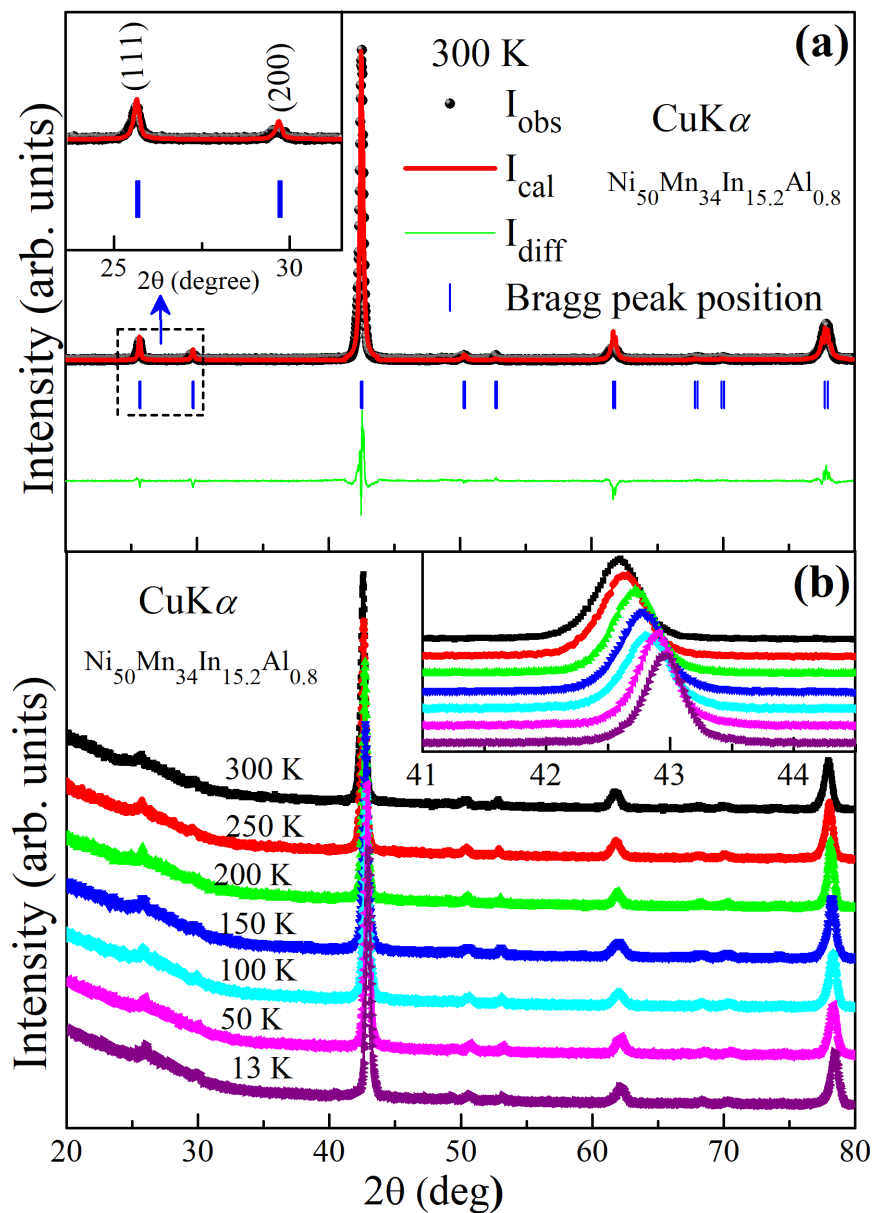 (a)
(111)
(200)
25
30
2θ (degree)
300 K
I_obs
I_cal
I_diff
Bragg peak position
CuKα
Ni₅₀Mn₃₄In₁₅.₂Al₀.₈
Intensity (arb. units)
(b)
CuKα
Ni₅₀Mn₃₄In₁₅.₂Al₀.₈
41 42 43 44
300 K
250 K
200 K
150 K
100 K
50 K
13 K
Intensity (arb. units)
20 30 40 50 60 70 80
2θ (deg)